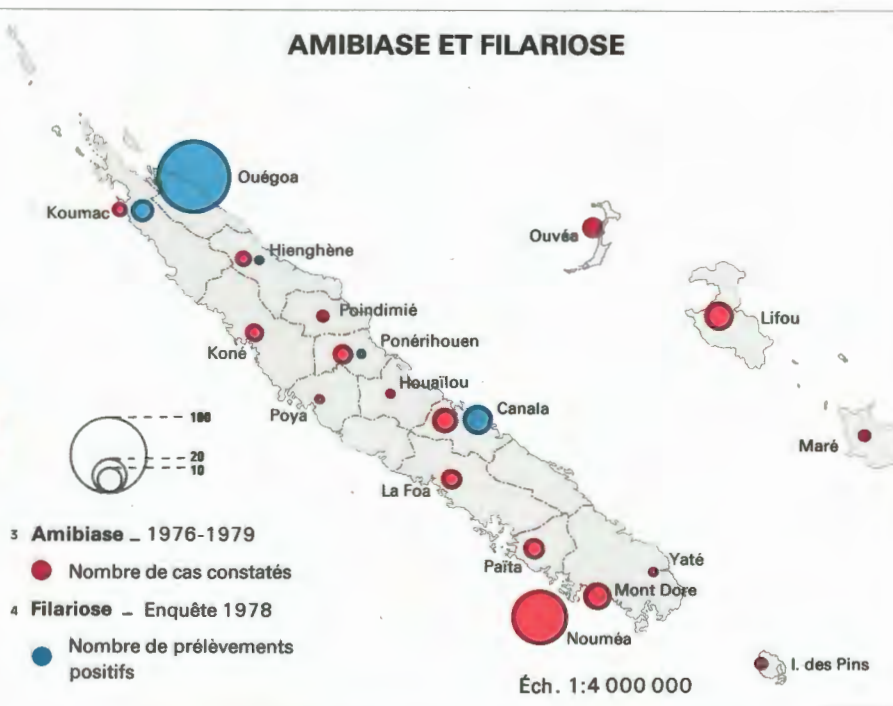 AMIBIASE ET FILARIOSE
Ouégoa
Koumac
Hienghène
Ouvéa
Poindimié
Lifou
Koné
Ponérihouen
Houaïlou
Poya
Canala
100
Maré
20
10
La Foa
3 Amibiase – 1976-1979
Nombre de cas constatés
Païta
Yaté
Mont Dore
4 Filariose – Enquête 1978
Nouméa
Nombre de prélèvements
positifs
I. des Pins
Éch. 1:4 000 000